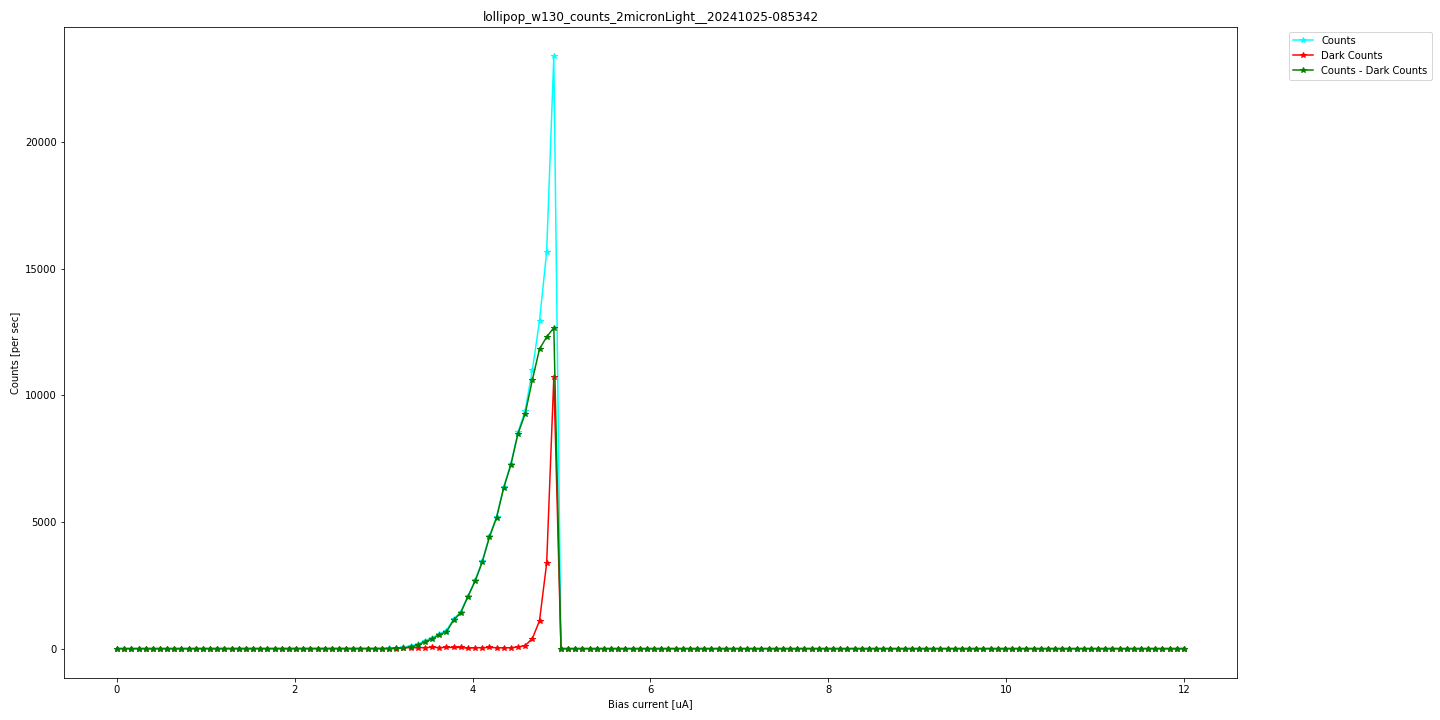 lollipop_w130_counts_2micronLight__20241025-085342
Counts
Dark Counts
Counts - Dark Counts
Counts [per sec]
20000
15000
10000
5000
0
0 2 4 6 8 10 12
Bias current [uA]